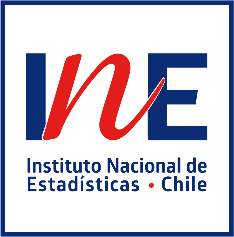 INE
Instituto Nacional de
Estadísticas • Chile